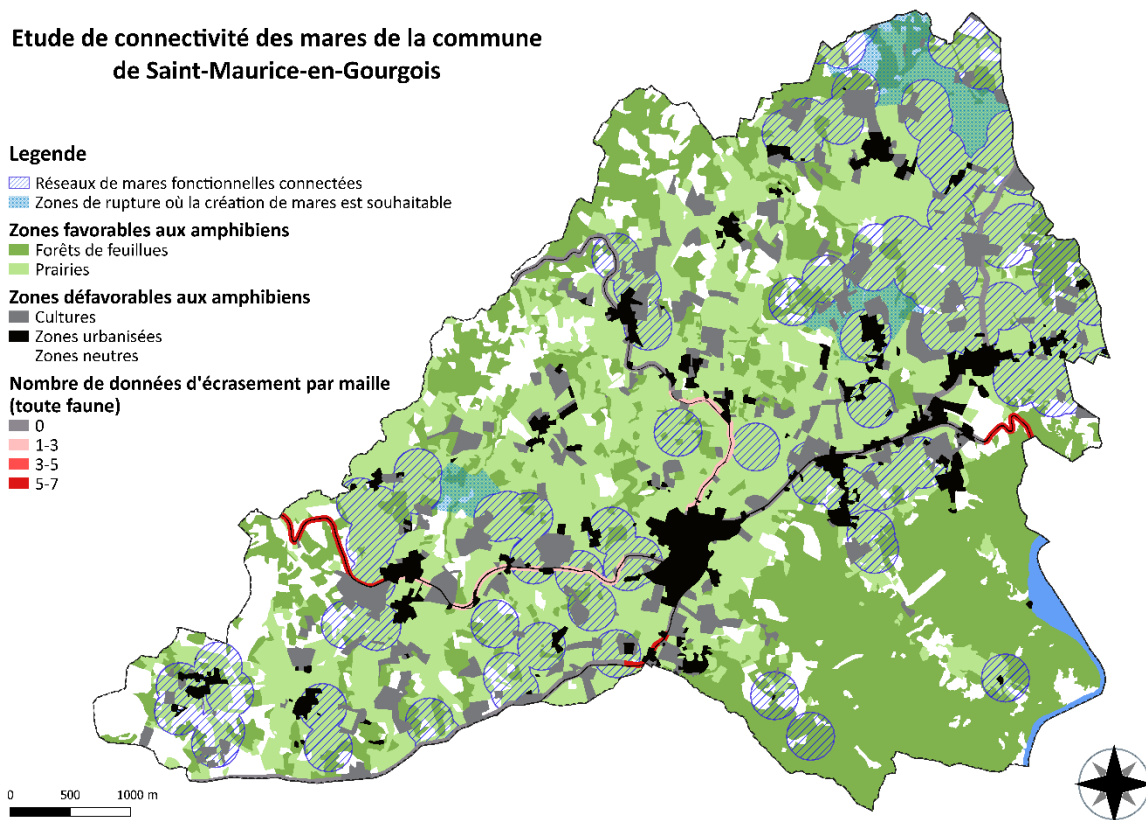 Etude de connectivité des mares de la commune
de Saint-Maurice-en-Gourgois
Legende
Réseaux de mares fonctionnelles connectées
Zones de rupture où la création de mares est souhaitable
Zones favorables aux amphibiens
Forêts de feuillues
Prairies
Zones défavorables aux amphibiens
Cultures
Zones urbanisées
Zones neutres
Nombre de données d'écrasement par maille
(toute faune)
0
1-3
3-5
5-7
0 500 1000 m